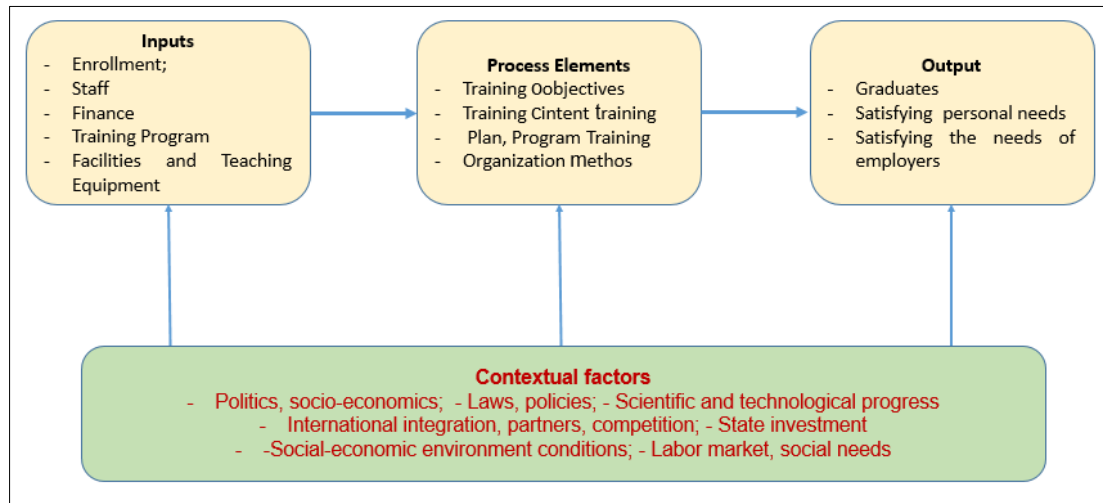 Inputs
- Enrollment;
- Staff
- Finance
- Training Program
- Facilities and Teaching
Equipment
Process Elements
- Training Oobjectives
- Training Cintent training
- Plan, Program Training
- Organization methos
Output
- Graduates
- Satisfying personal needs
- Satisfying the needs of
employers
Contextual factors
- Politics, socio-economics; - Laws, policies; - Scientific and technological progress
- International integration, partners, competition; - State investment
- -Social-economic environment conditions; - Labor market, social needs